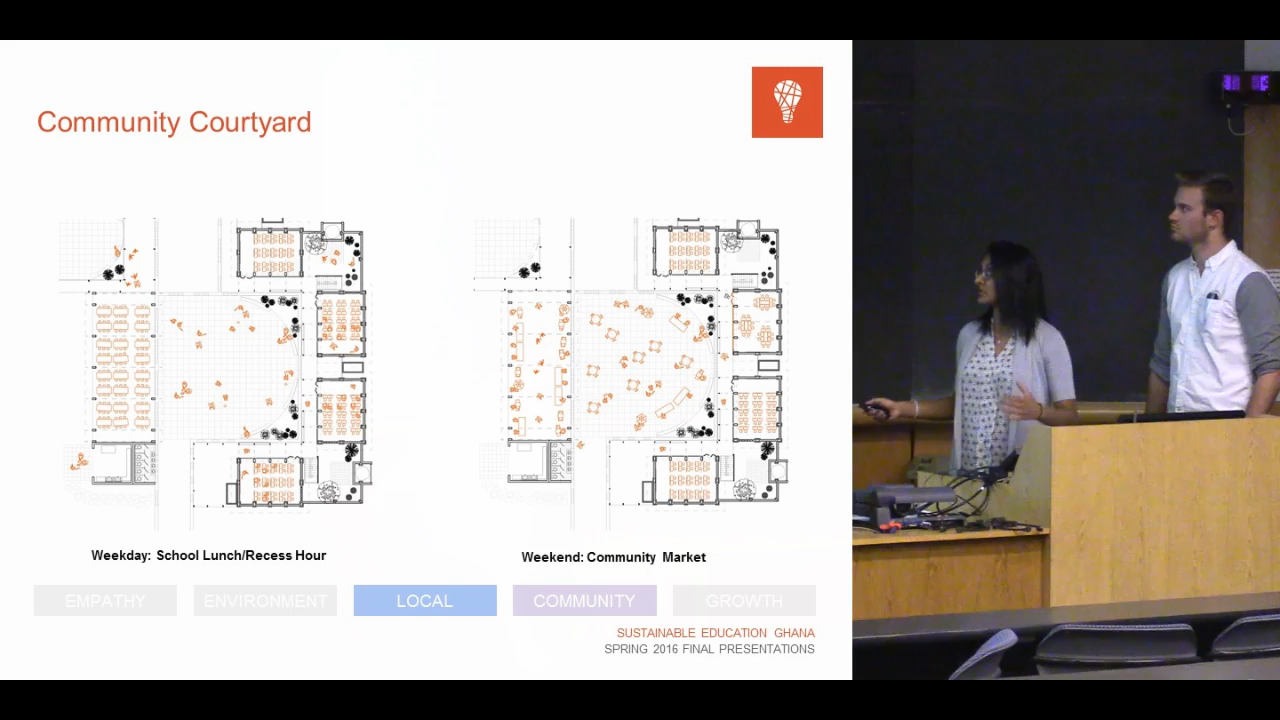 Community Courtyard
Weekday: School Lunch/Recess Hour
Weekend: Community Market
EMPATHY
ENVIRONMENT
LOCAL
COMMUNITY
GROWTH
SUSTAINABLE EDUCATION GHANA
SPRING 2016 FINAL PRESENTATIONS